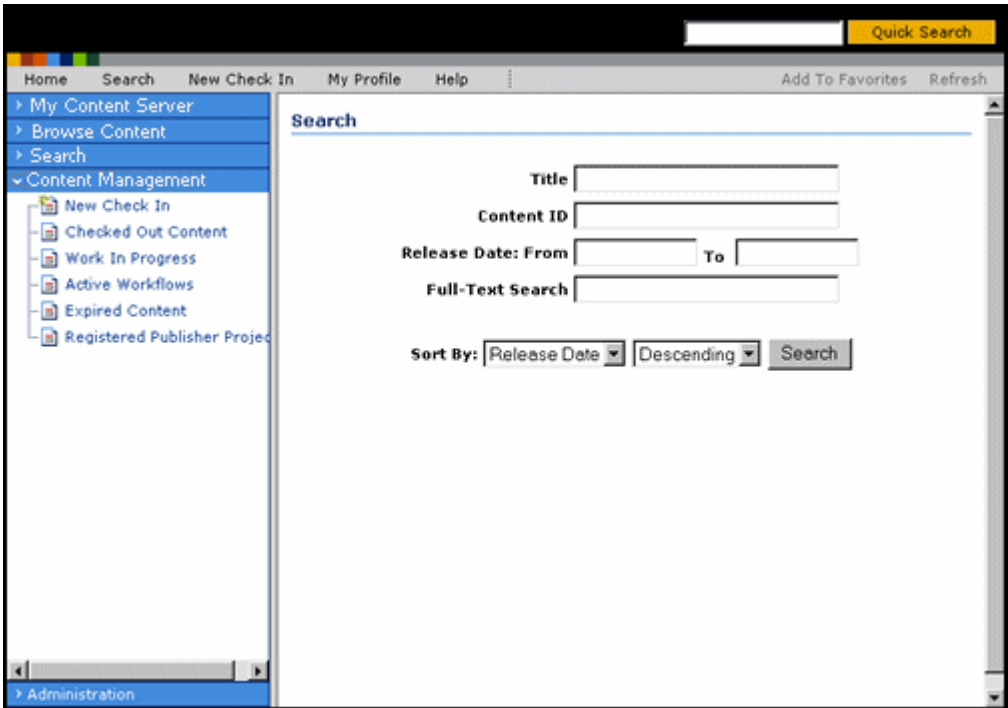 Quick Search
Home Search New Check In My Profile Help Add To Favorites Refresh
My Content Server
Browse Content
Search
Content Management
New Check In
Checked Out Content
Work In Progress
Active Workflows
Expired Content
Registered Publisher Projec
Administration
Search
Title
Content ID
Release Date: From To
Full-Text Search
Sort By: Release Date Descending Search